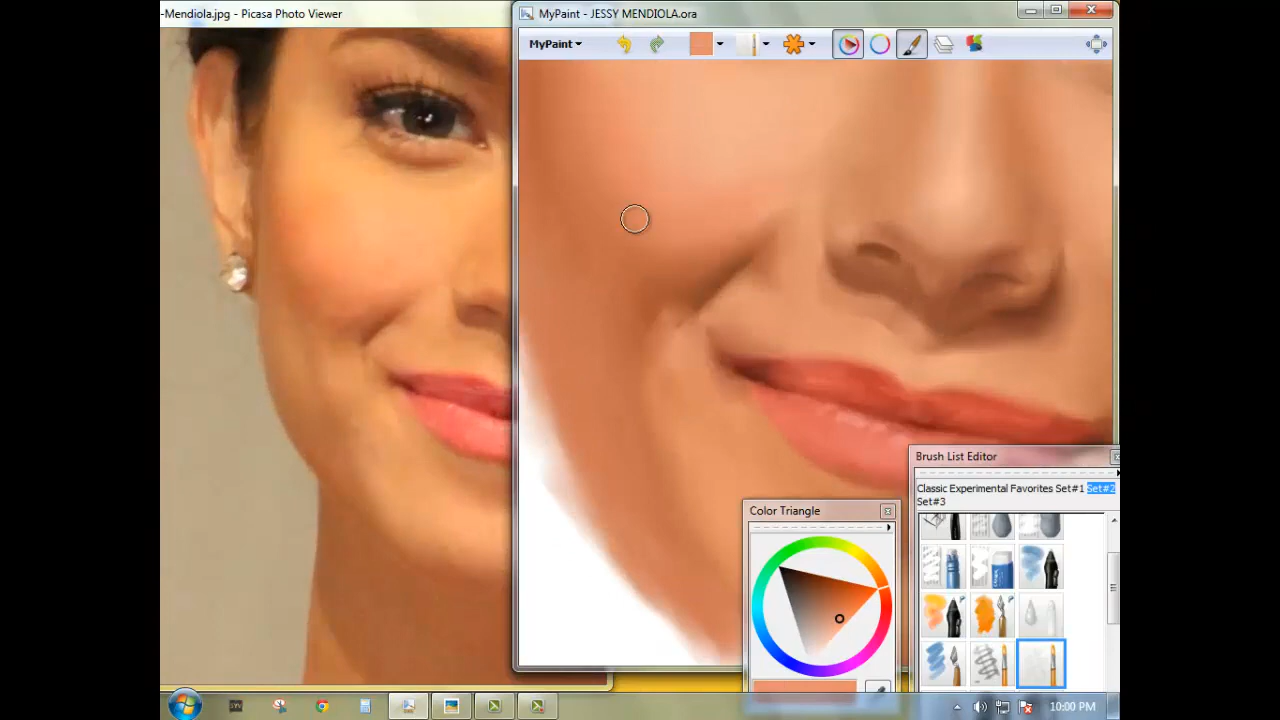 -Mendiola.jpg - Picasa Photo Viewer
MyPaint - JESSY MENDIOLA.ora
MyPaint
Brush List Editor
Classic Experimental Favorites Set#1 Set#2
Set#3
Color Triangle
SYV
10:00 PM